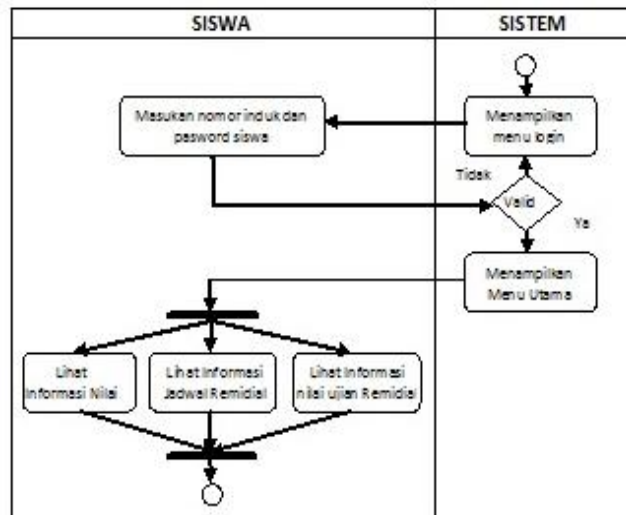 SISWA
SISTEM
Masukan nomor induk dan
pasword siswa
Menampilkan
menu login
Tidak
Valid
Ya
Menampilkan
Menu Utama
Lihat
Informasi Nilai
Lihat Informasi
Jadwal Remidial
Lihat Informasi
nilai ujian Remidial